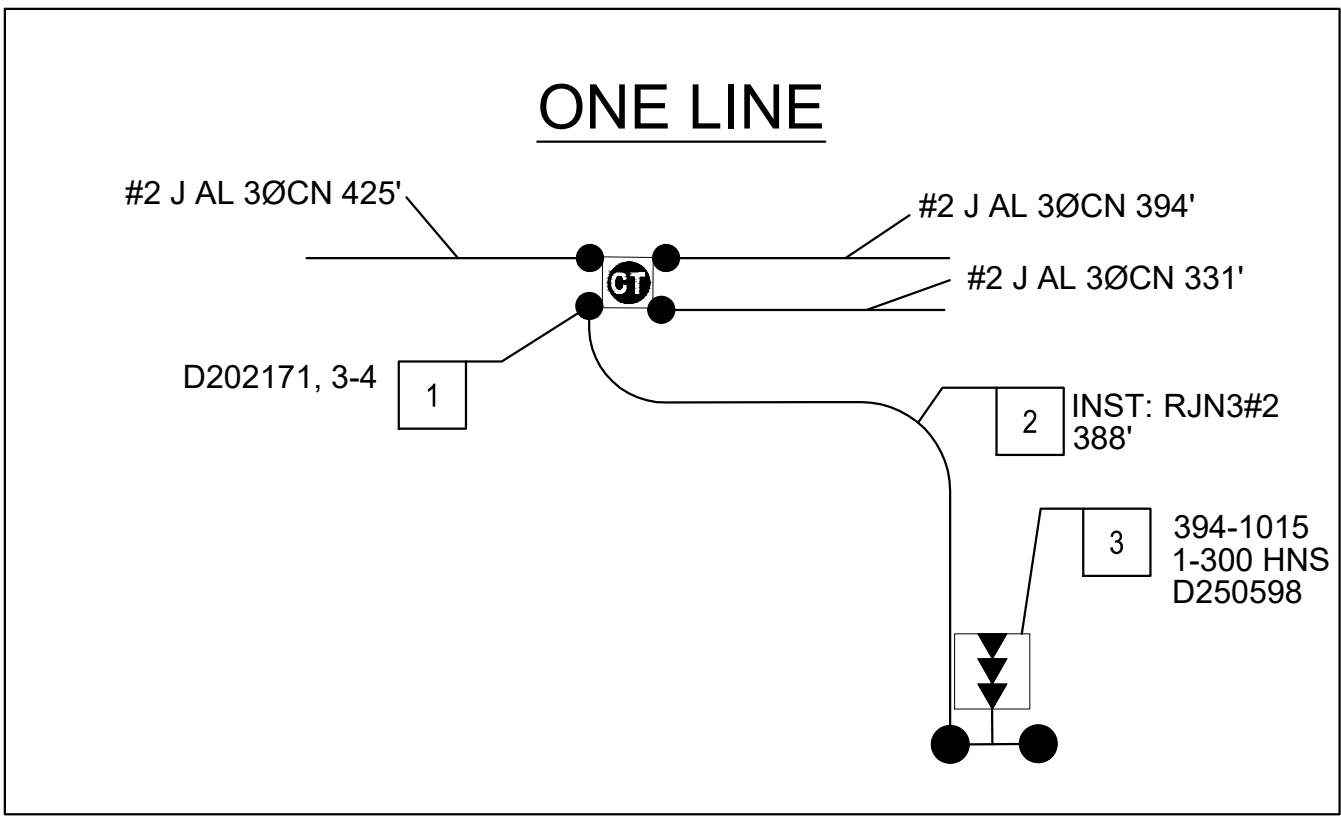 ONE LINE
#2 J AL 3ØCN 425'
#2 J AL 3ØCN 394'
CT
#2 J AL 3ØCN 331'
D202171, 3-4
1
2
INST: RJN3#2
388'
3
394-1015
1-300 HNS
D250598